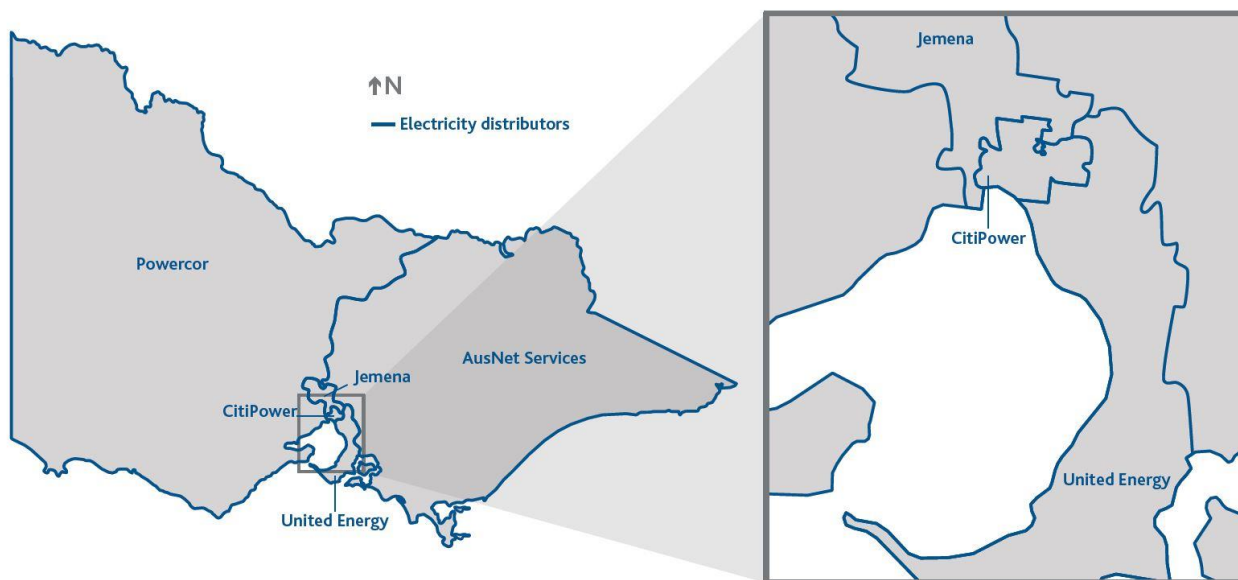 N
Electricity distributors
Powercor
AusNet Services
Jemena
CitiPower
United Energy
Jemena
CitiPower
United Energy